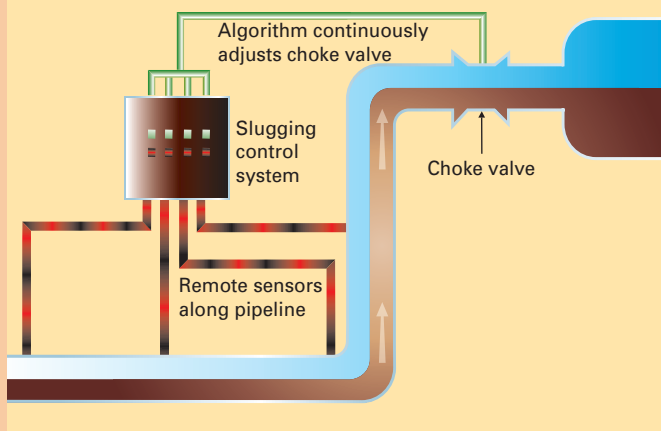 Algorithm continuously
adjusts choke valve
Slugging
control
system
Choke valve
Remote sensors
along pipeline